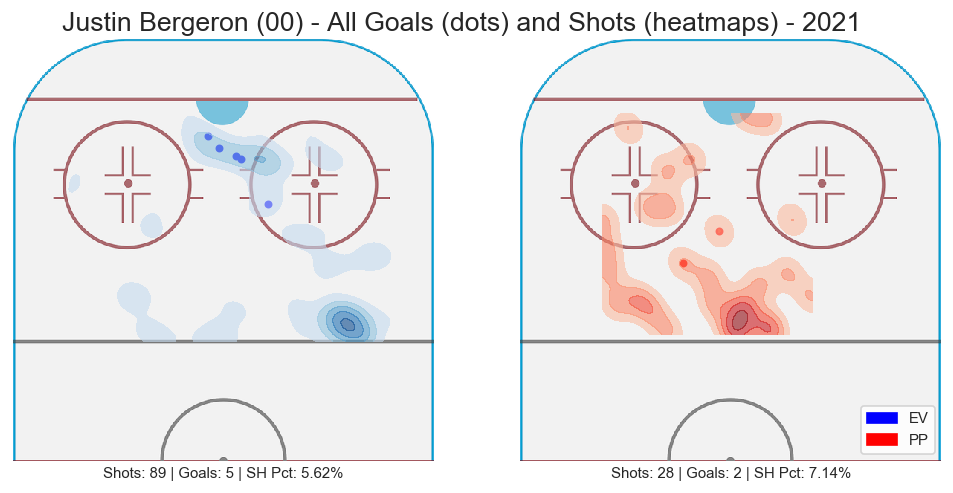 Justin Bergeron (00) - All Goals (dots) and Shots (heatmaps) - 2021
EV
PP
Shots: 89 | Goals: 5 | SH Pct: 5.62%
Shots: 28 | Goals: 2 | SH Pct: 7.14%